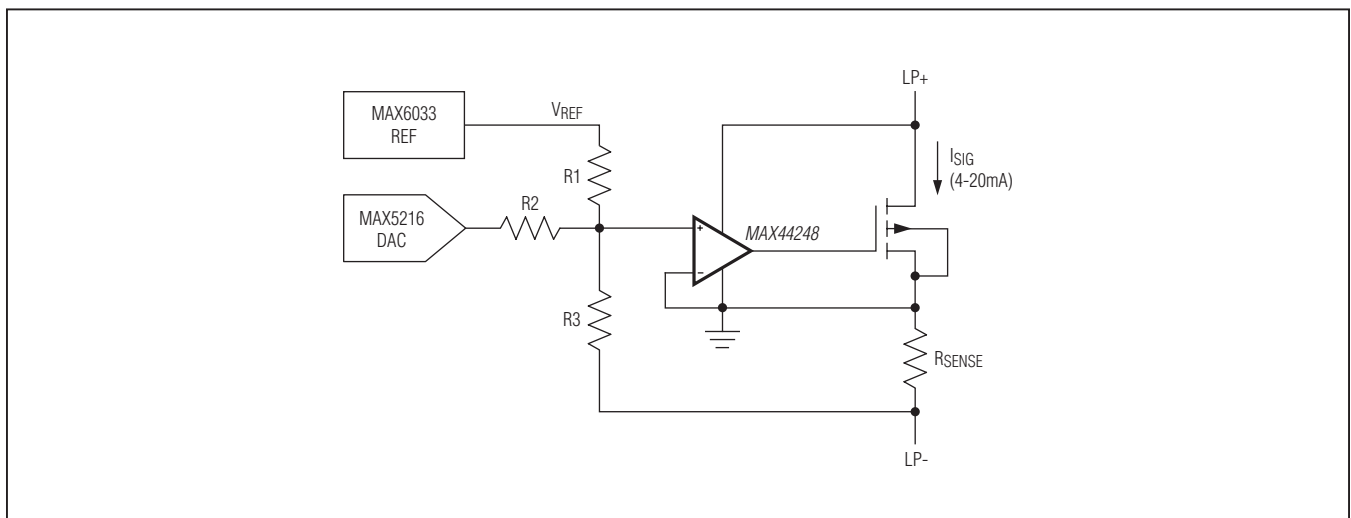 LP+
MAX6033
REF
VREF
R1
ISIG
(4-20mA)
R2
MAX5216
DAC
+
MAX44248
−
R3
RSENSE
LP-